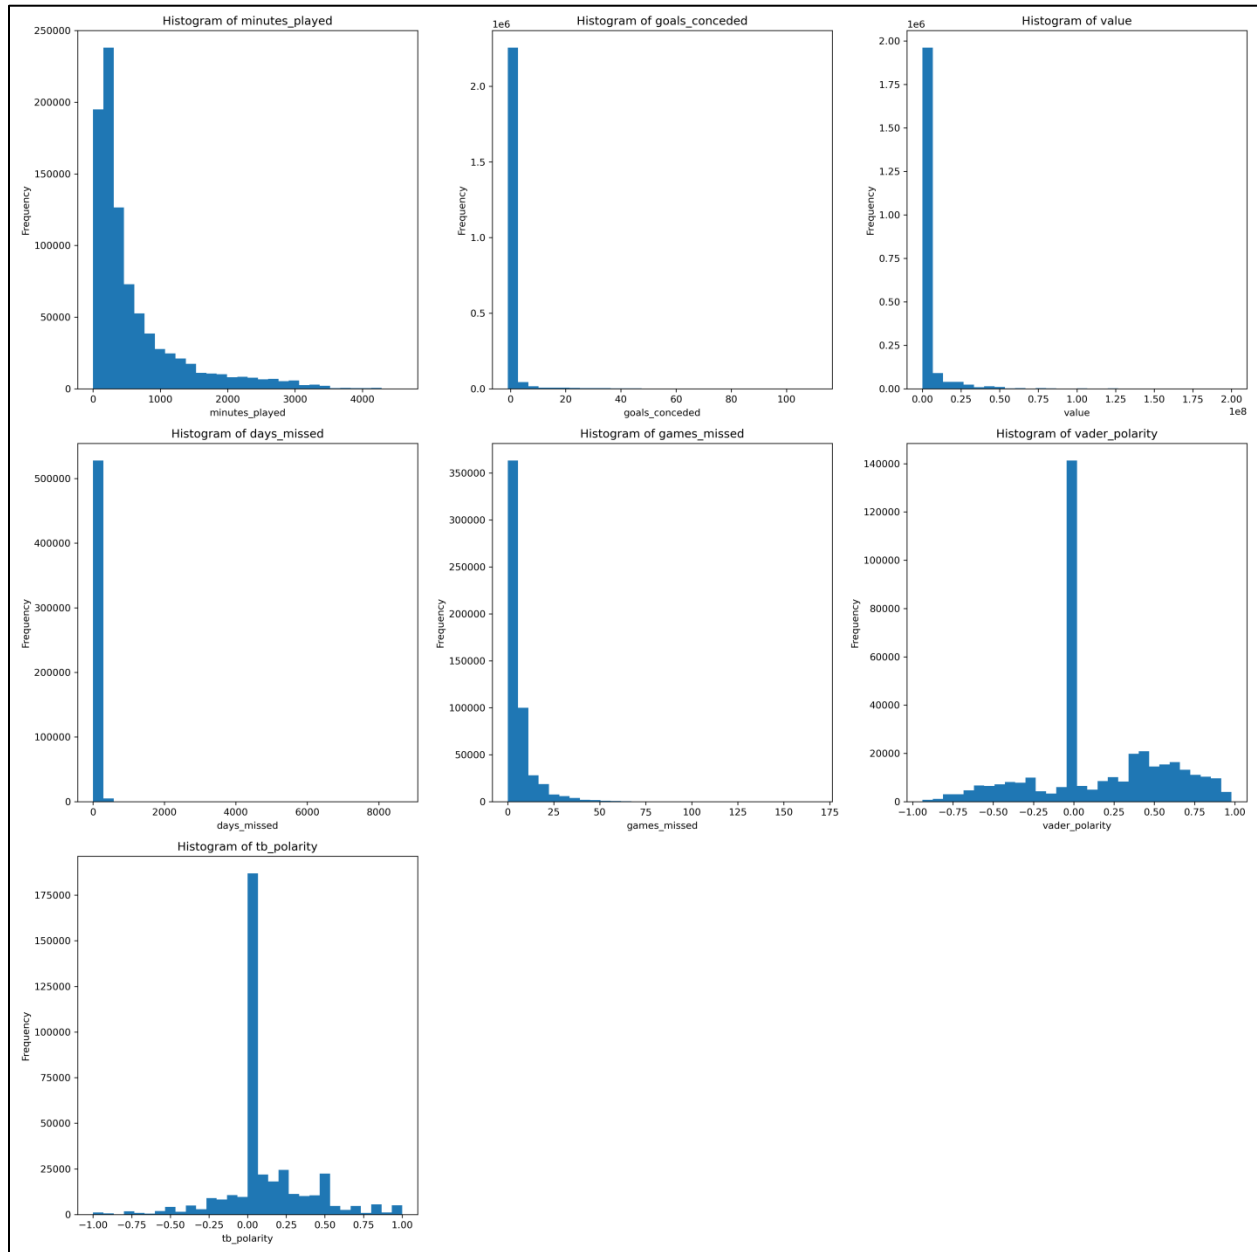 Histogram of minutes_played
250000
200000
150000
100000
50000
0
Frequency
0 1000 2000 3000 4000
minutes_played
Histogram of goals_conceded
1e6
2.0
1.5
1.0
0.5
0.0
Frequency
0 20 40 60 80 100
goals_conceded
Histogram of value
1e6
2.00
1.75
1.50
1.25
1.00
0.75
0.50
0.25
0.00
Frequency
0.00 0.25 0.50 0.75 1.00 1.25 1.50 1.75 2.00
1e8
value
Histogram of days_missed
500000
400000
300000
200000
100000
0
Frequency
0 2000 4000 6000 8000
days_missed
Histogram of games_missed
350000
300000
250000
200000
150000
100000
50000
0
Frequency
0 25 50 75 100 125 150 175
games_missed
Histogram of vader_polarity
140000
120000
100000
80000
60000
40000
20000
0
Frequency
−1.00 −0.75 −0.50 −0.25 0.00 0.25 0.50 0.75 1.00
vader_polarity
Histogram of tb_polarity
175000
150000
125000
100000
75000
50000
25000
0
Frequency
−1.00 −0.75 −0.50 −0.25 0.00 0.25 0.50 0.75 1.00
tb_polarity